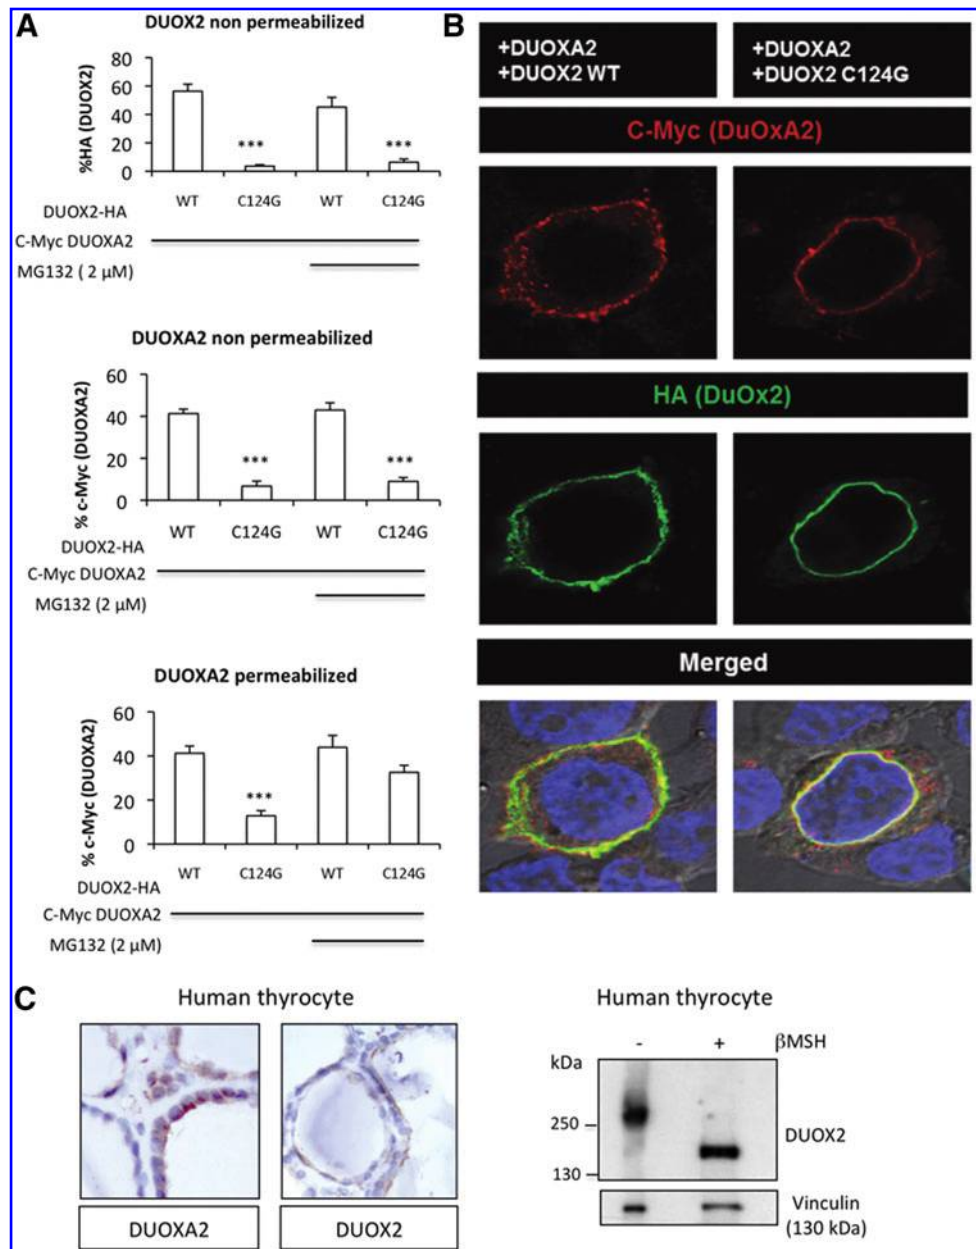 A
DUOX2 non permeabilized
%HA (DUOX2)
60
40
20
0
***
***
WT
C124G
WT
C124G
DUOX2-HA
C-Myc DUOXA2
MG132 ( 2 µM)
DUOXA2 non permeabilized
% c-Myc (DUOXA2)
60
40
20
0
***
***
WT
C124G
WT
C124G
DUOX2-HA
C-Myc DUOXA2
MG132 (2 µM)
DUOXA2 permeabilized
% c-Myc (DUOXA2)
60
40
20
0
***
WT
C124G
WT
C124G
DUOX2-HA
C-Myc DUOXA2
MG132 (2 µM)
B
+DUOXA2
+DUOX2 WT
+DUOXA2
+DUOX2 C124G
C-Myc (DuOxA2)
HA (DuOx2)
Merged
C
Human thyrocyte
DUOXA2
DUOX2
Human thyrocyte
- + βMSH
kDa
250
130
DUOX2
Vinculin
(130 kDa)